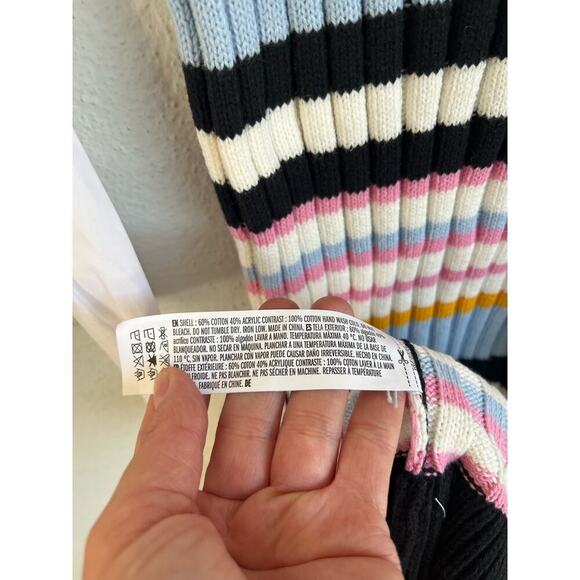 EN SHELL : 60% COTTON 40% ACRYLIC CONTRAST : 100% COTTON HAND WASH COLD. DO NOT
BLEACH. DO NOT TUMBLE DRY. IRON LOW. MADE IN CHINA. ES TELA EXTERIOR : 60% algodón 40%
acrílico CONTRASTE : 100% algodón LAVAR A MANO. TEMPERATURA MÁXIMA 40 °C. NO USAR
BLANQUEADOR. NO SECAR EN MÁQUINA. PLANCHAR A UNA TEMPERATURA MÁXIMA DE
110 °C, SIN VAPOR. PLANCHAR CON VAPOR PUEDE CAUSAR DAÑO IRREVERSIBLE. HECHO EN CHINA.
ÉTOFFE EXTÉRIEURE : 60% COTON 40% ACRYLIQUE CONTRASTE : 100% COTON LAVER À LA MAIN
FROIDE. NE PAS BLANCHIR. NE PAS SÉCHER EN MACHINE. REPASSER À TEMPÉRATURE
FABRIQUÉ EN CHINE. DE